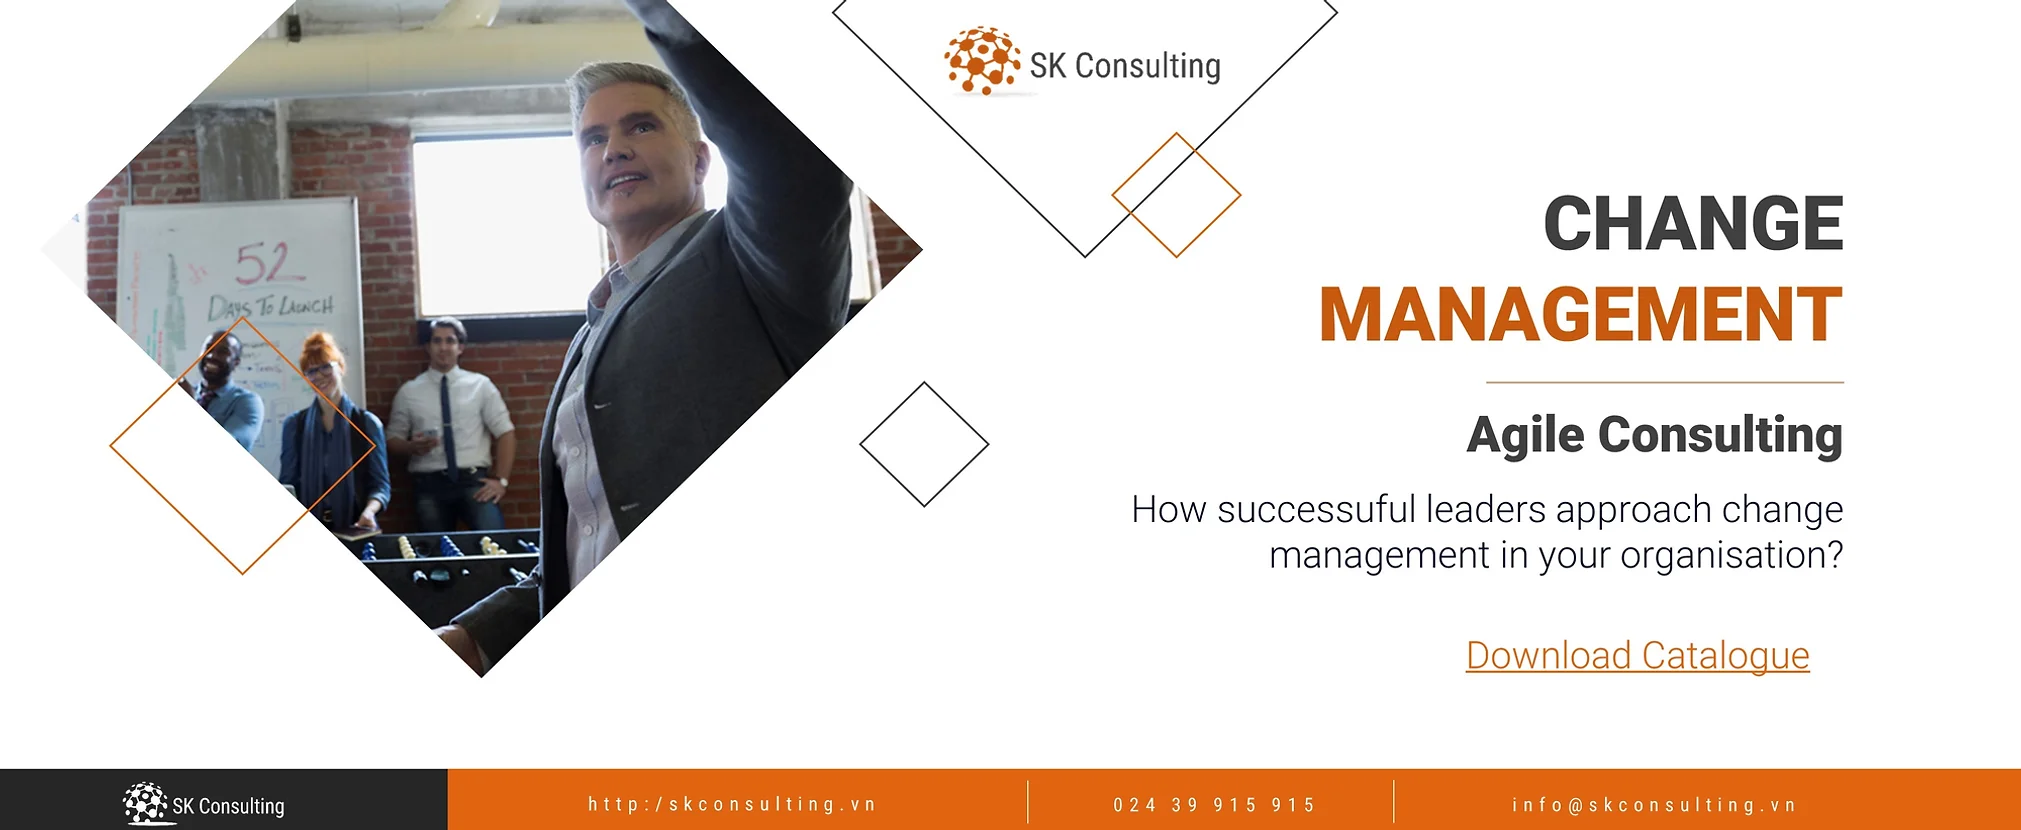 SK Consulting
CHANGE
MANAGEMENT
Agile Consulting
How successuful leaders approach change
management in your organisation?
Download Catalogue
52
DAYS TO LAUNCH
SK Consulting
http:/skconsulting.vn
024 39 915 915
info@skconsulting.vn